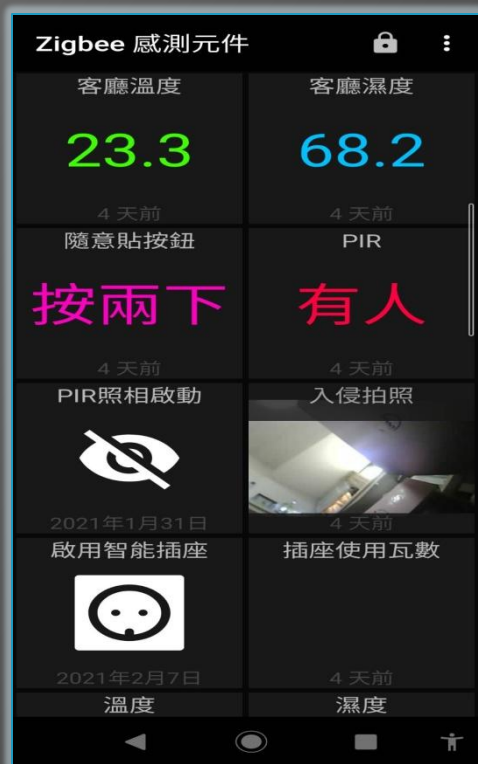 Zigbee 感測元件
客廳溫度
客廳濕度
23.3
68.2
4 天前
4 天前
隨意貼按鈕
PIR
按兩下
有人
4 天前
4 天前
PIR照相啟動
入侵拍照
2021年1月31日
4 天前
啟用智能插座
插座使用瓦數
2021年2月7日
4 天前
溫度
濕度